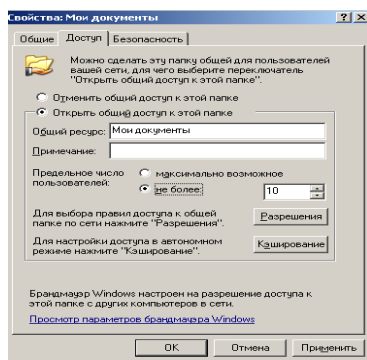 Свойства: Мои документы
Общие Доступ Безопасность
Можно сделать эту папку общей для пользователей
вашей сети, для чего выберите переключатель
"Открыть общий доступ к этой папке".
Отменить общий доступ к этой папке
Открыть общий доступ к этой папке
Общий ресурс: Мои документы
Примечание:
Предельное число
пользователей:
максимально возможное
не более: 10
Для выбора правил доступа к общей
папке по сети нажмите "Разрешения".
Разрешения
Для настройки доступа в автономном
режиме нажмите "Кэширование".
Кэширование
Брандмауэр Windows настроен на разрешение доступа к
этой папке с других компьютеров в сети.
Просмотр параметров брандмауэра Windows
OK Отмена Применить